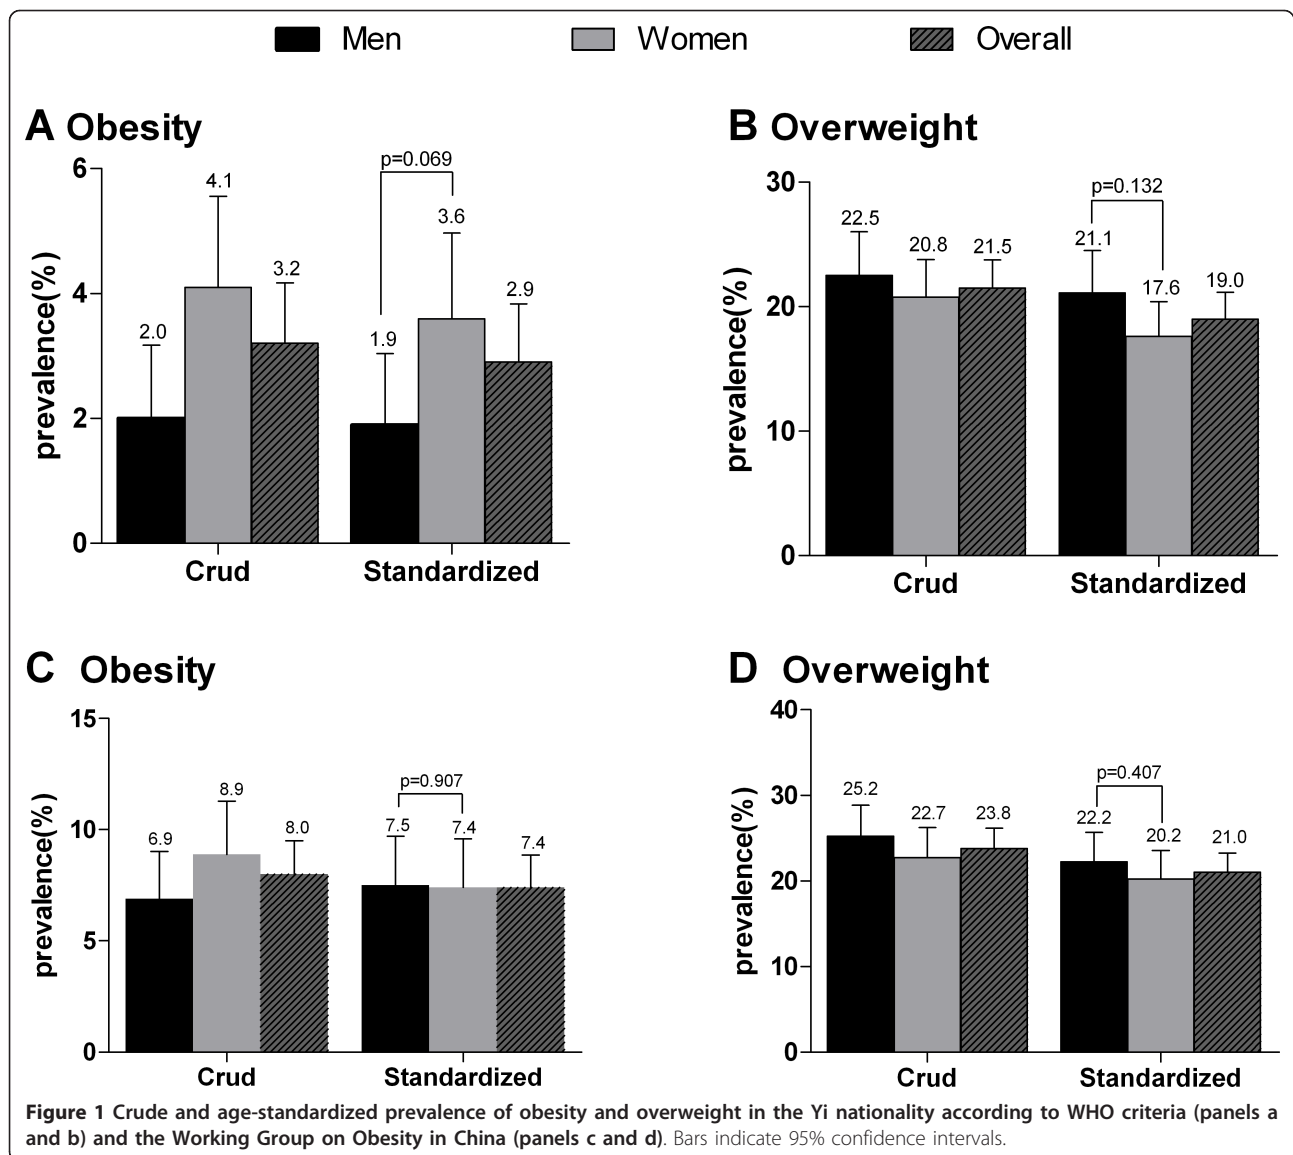 Men Women Overall
A Obesity
6
4
2
0
prevalence(%)
2.0
4.1
3.2
p=0.069
1.9
3.6
2.9
Crud Standardized
B Overweight
30
20
10
0
prevalence(%)
22.5
20.8
21.5
p=0.132
21.1
17.6
19.0
Crud Standardized
C Obesity
15
10
5
0
prevalence(%)
6.9
8.9
8.0
p=0.907
7.5
7.4
7.4
Crud Standardized
D Overweight
40
30
20
10
0
prevalence(%)
25.2
22.7
23.8
p=0.407
22.2
20.2
21.0
Crud Standardized
Figure 1 Crude and age-standardized prevalence of obesity and overweight in the Yi nationality according to WHO criteria (panels a
and b) and the Working Group on Obesity in China (panels c and d). Bars indicate 95% confidence intervals.